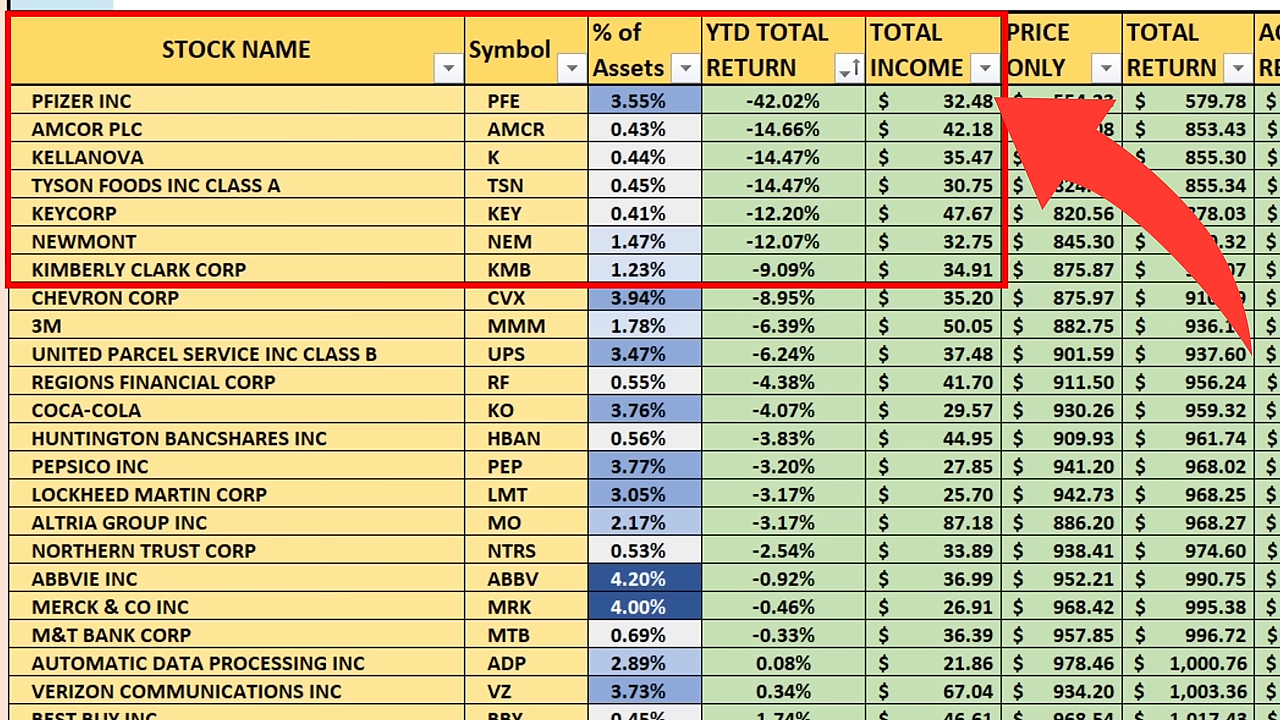 STOCK NAME Symbol % of Assets YTD TOTAL RETURN TOTAL INCOME PRICE ONLY TOTAL RETURN
PFIZER INC PFE 3.55% -42.02% $ 32.48 $ $ 579.78 $
AMCOR PLC AMCR 0.43% -14.66% $ 42.18 $ 853.43 $
KELLANOVA K 0.44% -14.47% $ 35.47 $ 855.30 $
TYSON FOODS INC CLASS A TSN 0.45% -14.47% $ 30.75 $ $ 855.34 $
KEYCORP KEY 0.41% -12.20% $ 47.67 $ 820.56 $
NEWMONT NEM 1.47% -12.07% $ 32.75 $ 845.30 $ $
KIMBERLY CLARK CORP KMB 1.23% -9.09% $ 34.91 $ 875.87 $ $
CHEVRON CORP CVX 3.94% -8.95% $ 35.20 $ 875.97 $ $
3M MMM 1.78% -6.39% $ 50.05 $ 882.75 $ $
UNITED PARCEL SERVICE INC CLASS B UPS 3.47% -6.24% $ 37.48 $ 901.59 $ 937.60 $
REGIONS FINANCIAL CORP RF 0.55% -4.38% $ 41.70 $ 911.50 $ 956.24 $
COCA-COLA KO 3.76% -4.07% $ 29.57 $ 930.26 $ 959.32 $
HUNTINGTON BANCSHARES INC HBAN 0.56% -3.83% $ 44.95 $ 909.93 $ 961.74 $
PEPSICO INC PEP 3.77% -3.20% $ 27.85 $ 941.20 $ 968.02 $
LOCKHEED MARTIN CORP LMT 3.05% -3.17% $ 25.70 $ 942.73 $ 968.25 $
ALTRIA GROUP INC MO 2.17% -3.17% $ 87.18 $ 886.20 $ 968.27 $
NORTHERN TRUST CORP NTRS 0.53% -2.54% $ 33.89 $ 938.41 $ 974.60 $
ABBVIE INC ABBV 4.20% -0.92% $ 36.99 $ 952.21 $ 990.75 $
MERCK & CO INC MRK 4.00% -0.46% $ 26.91 $ 968.42 $ 995.38 $
M&T BANK CORP MTB 0.69% -0.33% $ 36.39 $ 957.85 $ 996.72 $
AUTOMATIC DATA PROCESSING INC ADP 2.89% 0.08% $ 21.86 $ 978.46 $ 1,000.76 $
VERIZON COMMUNICATIONS INC VZ 3.73% 0.34% $ 67.04 $ 934.20 $ 1,003.36 $
BEST BUY INC BBY 0.45% 1.74% $ 46.61 $ 968.54 $ 1,017.43 $